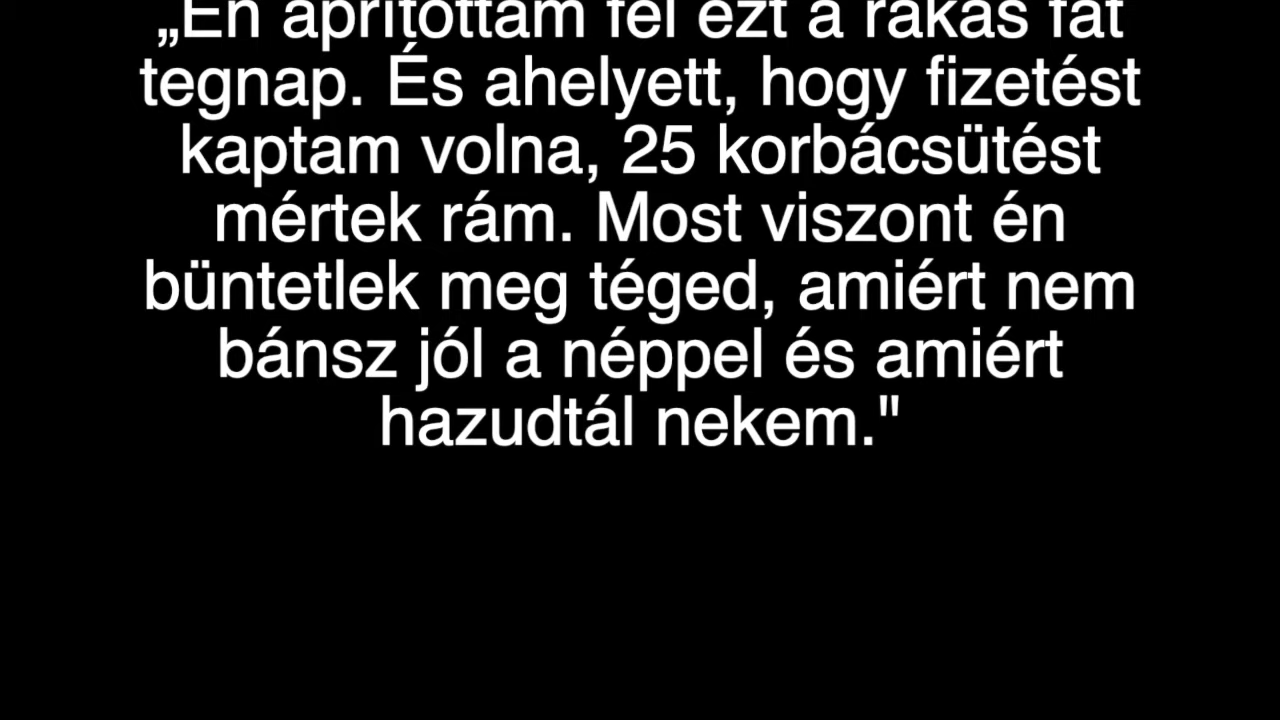 „Én aprítottam fel ezt a rakás fát
tegnap. És ahelyett, hogy fizetést
kaptam volna, 25 korbácsütést
mértek rám. Most viszont én
büntetlek meg téged, amiért nem
bánsz jól a néppel és amiért
hazudtál nekem."